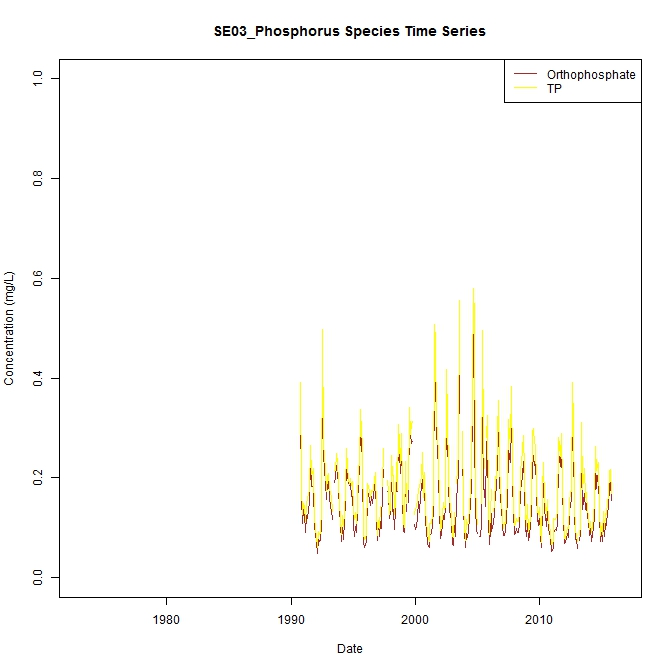 SE03_Phosphorus Species Time Series
Orthophosphate
TP
1.0
0.8
0.6
0.4
0.2
0.0
Concentration (mg/L)
1980
1990
2000
2010
Date